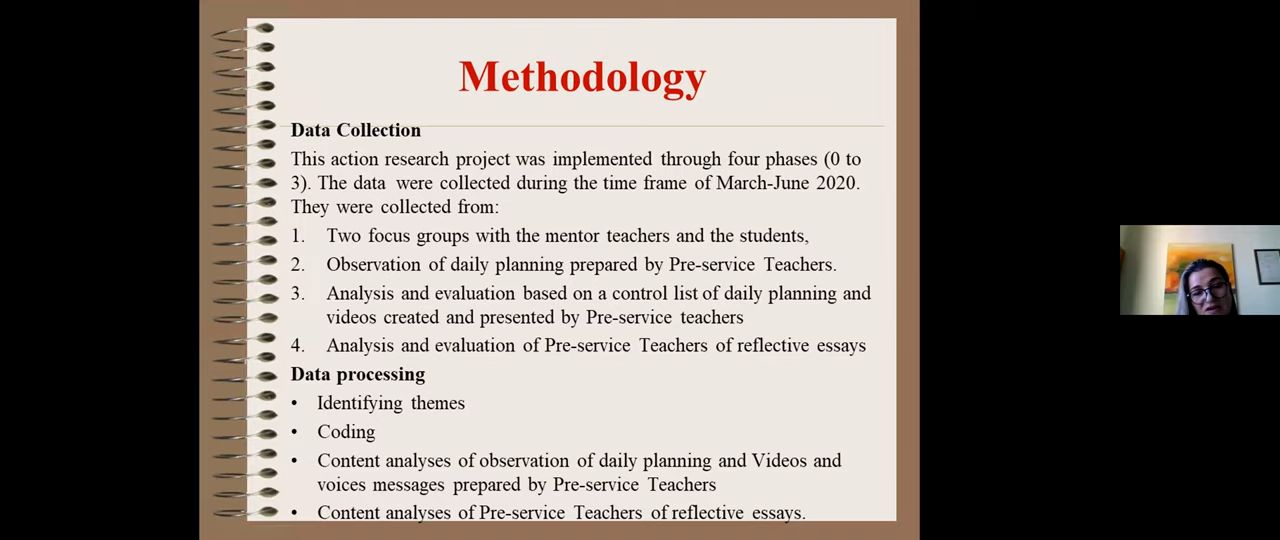 Methodology
Data Collection
This action research project was implemented through four phases (0 to
3). The data were collected during the time frame of March-June 2020.
They were collected from:
1. Two focus groups with the mentor teachers and the students,
2. Observation of daily planning prepared by Pre-service Teachers.
3. Analysis and evaluation based on a control list of daily planning and
videos created and presented by Pre-service teachers
4. Analysis and evaluation of Pre-service Teachers of reflective essays
Data processing
• Identifying themes
• Coding
• Content analyses of observation of daily planning and Videos and
voices messages prepared by Pre-service Teachers
• Content analyses of Pre-service Teachers of reflective essays.